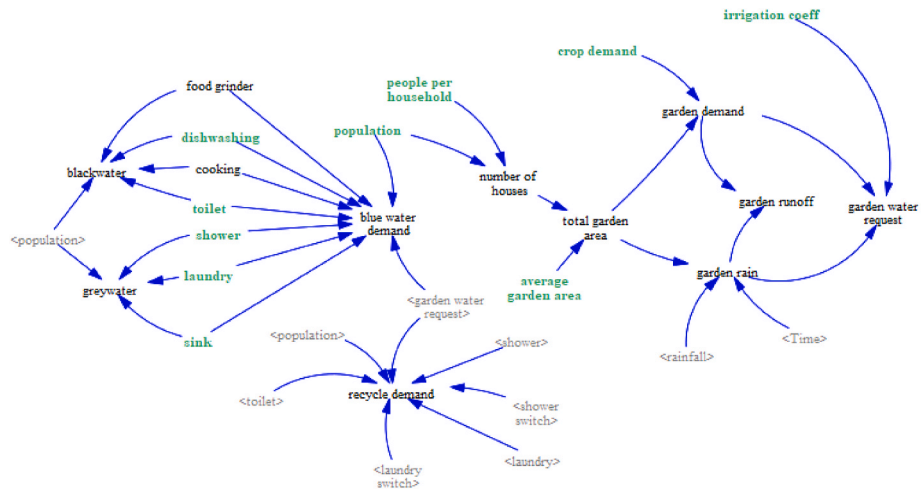 irrigation coeff
crop demand
food grinder
people per
household
garden demand
dishwashing
population
blackwater
cooking
number of
houses
toilet
garden runoff
garden water
request
blue water
demand
total garden
area
<population>
shower
laundry
garden rain
greywater
average
garden area
<garden water
request>
sink
<population>
<shower>
<rainfall>
<Time>
<toilet>
recycle demand
<shower
switch>
<laundry
switch>
<laundry>